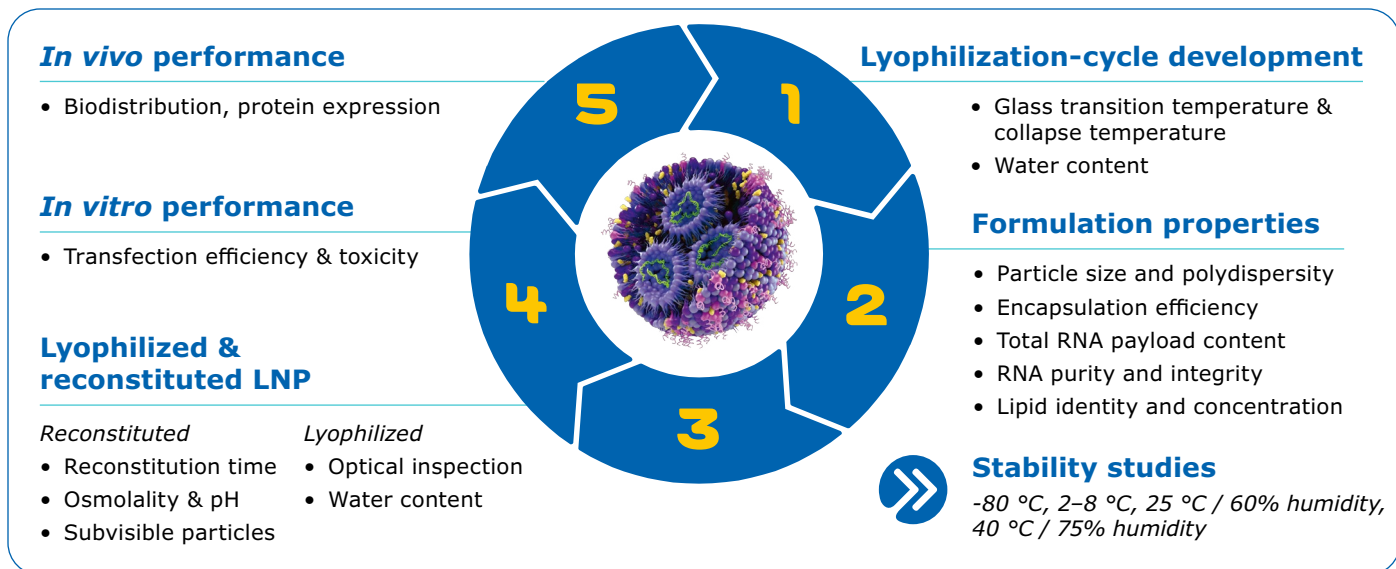 In vivo performance
• Biodistribution, protein expression
In vitro performance
• Transfection efficiency & toxicity
Lyophilized &
reconstituted LNP
Reconstituted
• Reconstitution time
• Osmolality & pH
• Subvisible particles
Lyophilized
• Optical inspection
• Water content
5
1
4
2
3
Lyophilization-cycle development
• Glass transition temperature &
collapse temperature
• Water content
Formulation properties
• Particle size and polydispersity
• Encapsulation efficiency
• Total RNA payload content
• RNA purity and integrity
• Lipid identity and concentration
Stability studies
-80 °C, 2–8 °C, 25 °C / 60% humidity,
40 °C / 75% humidity